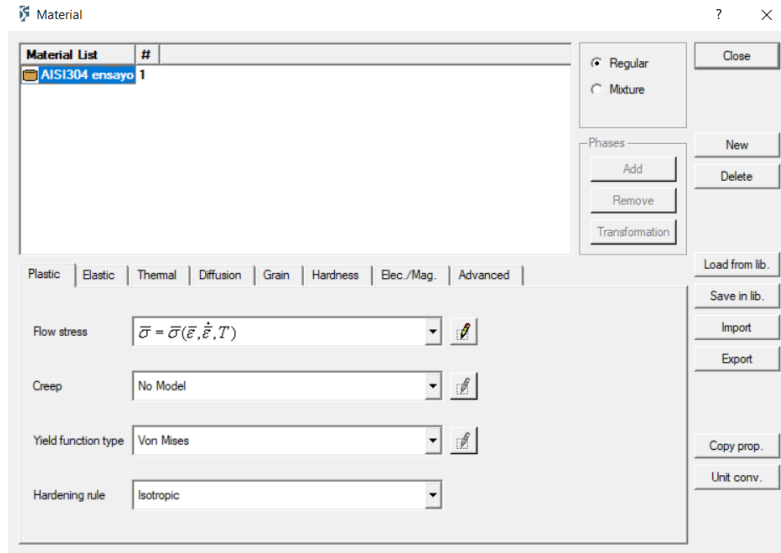 Material
?
Material List #
AISI304 ensayo 1
Regular
Mixture
Phases
Add
Remove
Transformation
Close
New
Delete
Load from lib.
Save in lib.
Import
Export
Copy prop.
Unit conv.
Plastic Elastic Thermal Diffusion Grain Hardness Elec./Mag. Advanced
Flow stress σ̅ = σ̅(ε̅,ε̅̇,T)
Creep No Model
Yield function type Von Mises
Hardening rule Isotropic